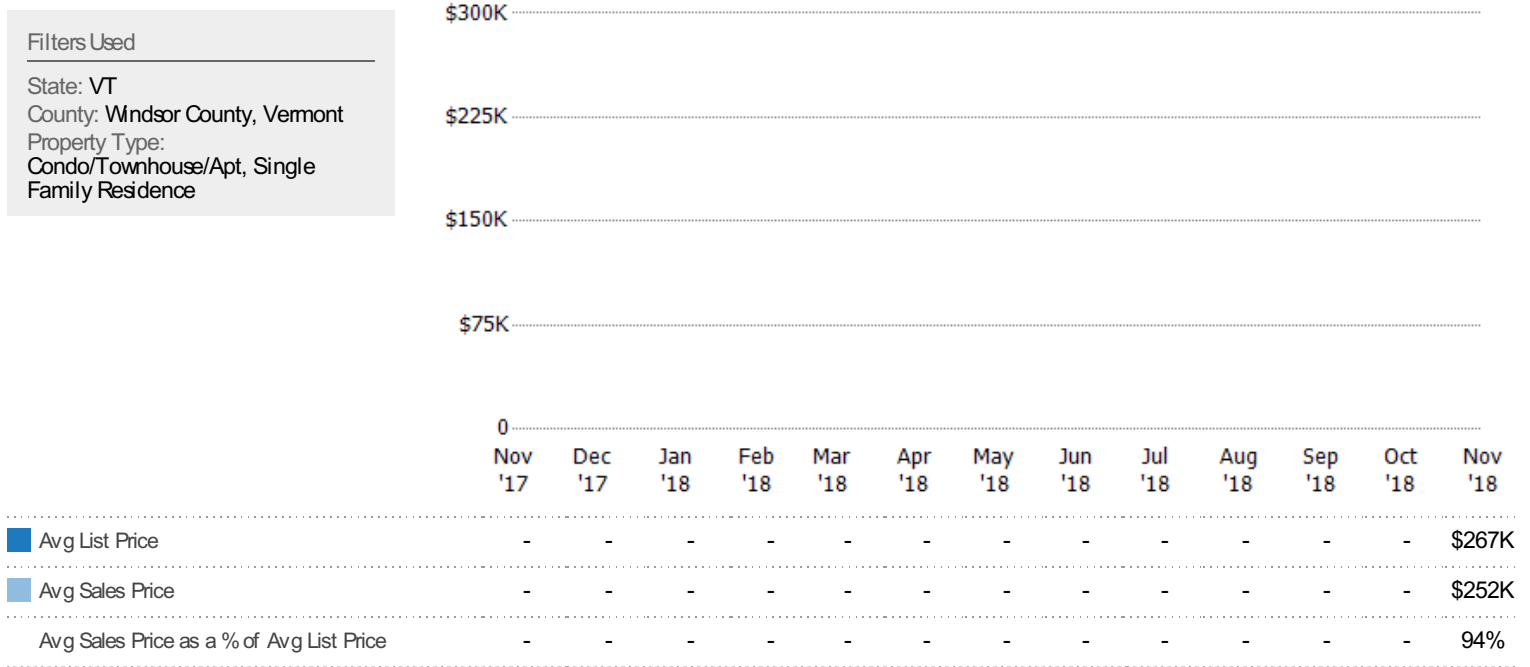 Filters Used
State: VT
County: Windsor County, Vermont
Property Type:
Condo/Townhouse/Apt, Single
Family Residence
$300K
$225K
$150K
$75K
0
Nov Dec Jan Feb Mar Apr May Jun Jul Aug Sep Oct Nov
'17 '17 '18 '18 '18 '18 '18 '18 '18 '18 '18 '18 '18
Avg List Price - - - - - - - - - - - - $267K
Avg Sales Price - - - - - - - - - - - - $252K
Avg Sales Price as a % of Avg List Price - - - - - - - - - - - - 94%